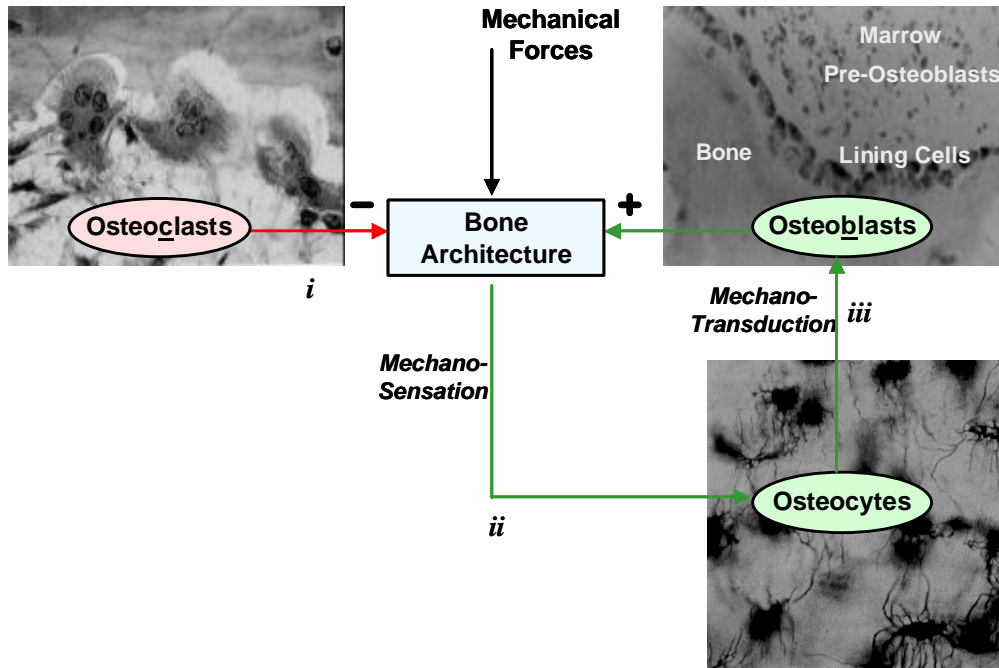 Mechanical
Forces
Marrow
Pre-Osteoblasts
Bone
Lining Cells
Osteoclasts
−
Bone
Architecture
+
Osteoblasts
i
Mechano-
Transduction
iii
Mechano-
Sensation
Osteocytes
ii